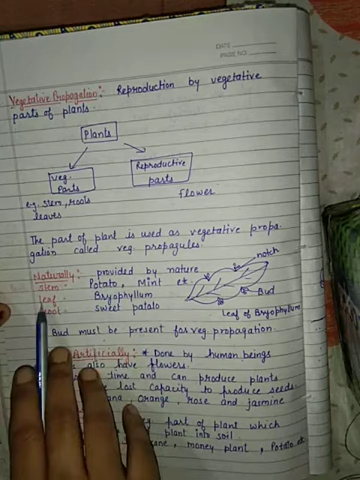 DATE
PAGE NO.
Vegetative Propagation: Reproduction by vegetative
parts of plants.
Plants
Veg. Parts
Reproductive parts
e.g. stem, roots
leaves
flower
The part of plant is used as vegetative propa-
gation called veg. propagules.
Naturally: provided by nature
Stem Potato, Mint et.
leaf Bryophyllum
root sweet patato
notch
Bud
Leaf of Bryophyllum
Bud must be present for veg. propagation.
Artificially: * Done by human beings
also have flowers.
time and can produce plants
lost capacity to produce seeds
Orange, rose and jasmine
part of plant which
plant into soil.
money plant, Potato et